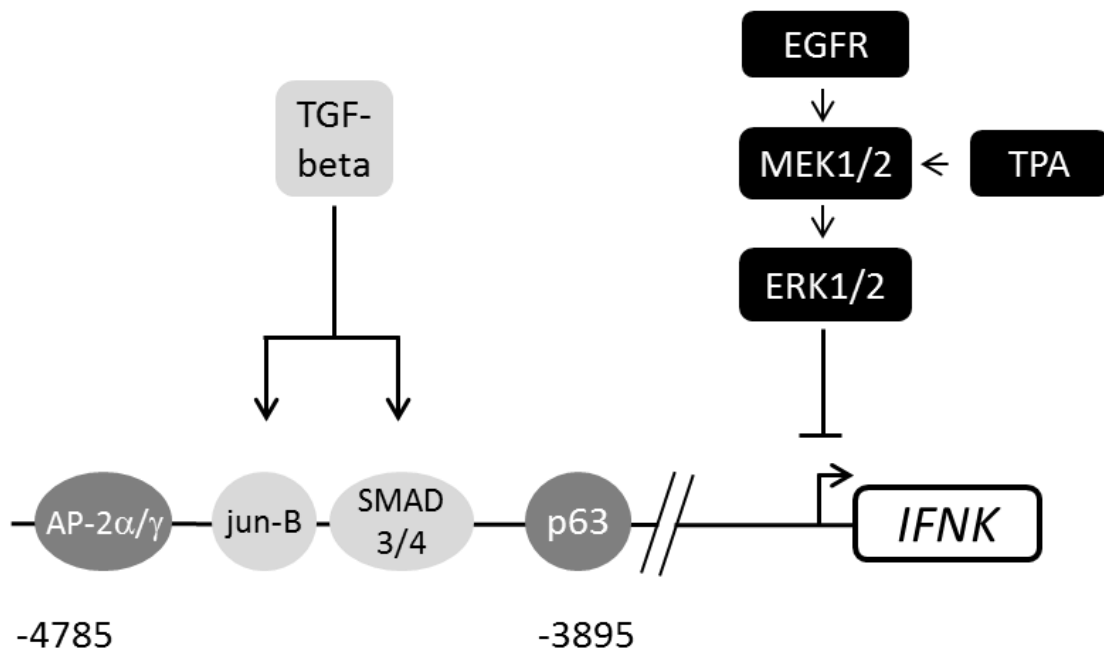 EGFR
TGF-
beta
MEK1/2
TPA
ERK1/2
AP-2α/γ
jun-B
SMAD
3/4
p63
IFNK
-4785
-3895